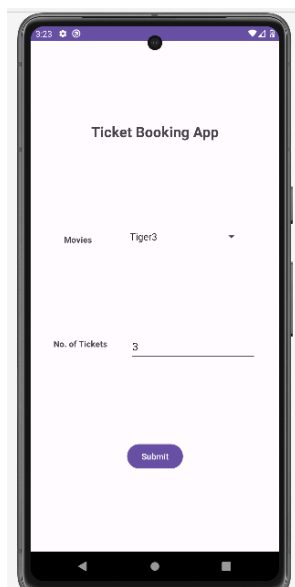 3:23
Ticket Booking App
Movies Tiger3
No. of Tickets 3
Submit